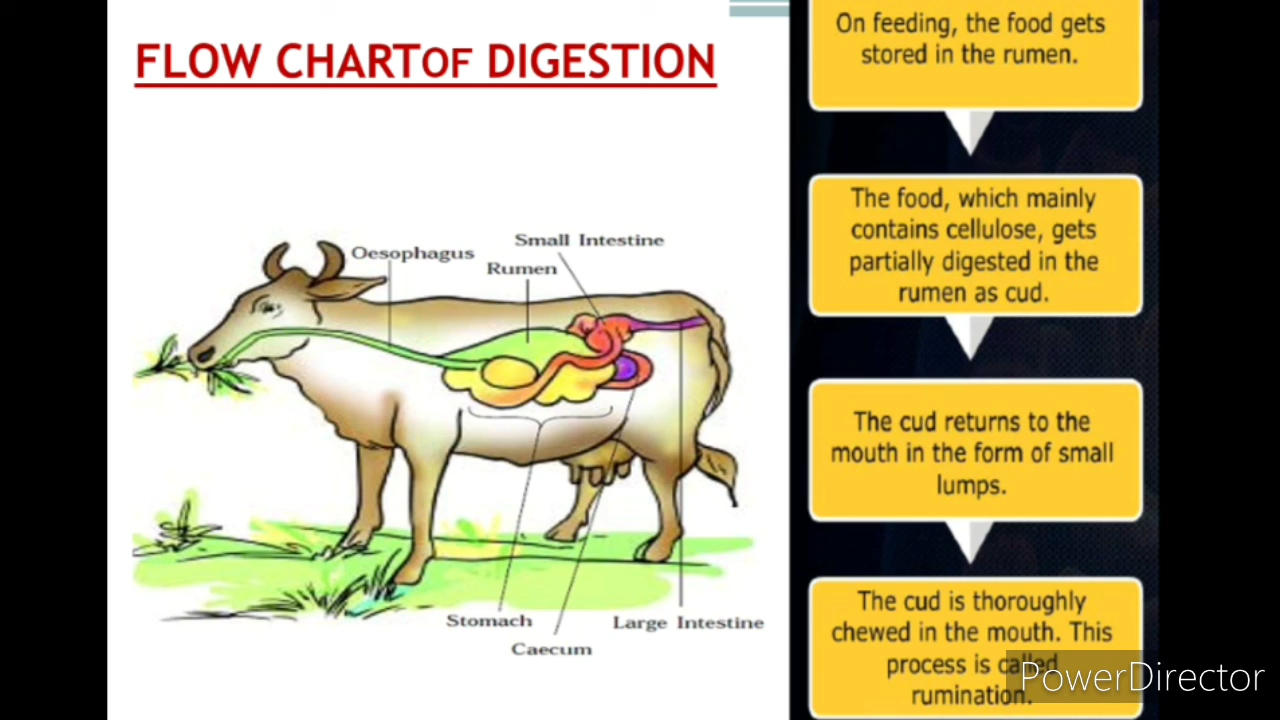 FLOW CHART OF DIGESTION
Oesophagus
Small Intestine
Rumen
Stomach
Caecum
Large Intestine
On feeding, the food gets
stored in the rumen.
The food, which mainly
contains cellulose, gets
partially digested in the
rumen as cud.
The cud returns to the
mouth in the form of small
lumps.
The cud is thoroughly
chewed in the mouth. This
process is called
rumination.
PowerDirector